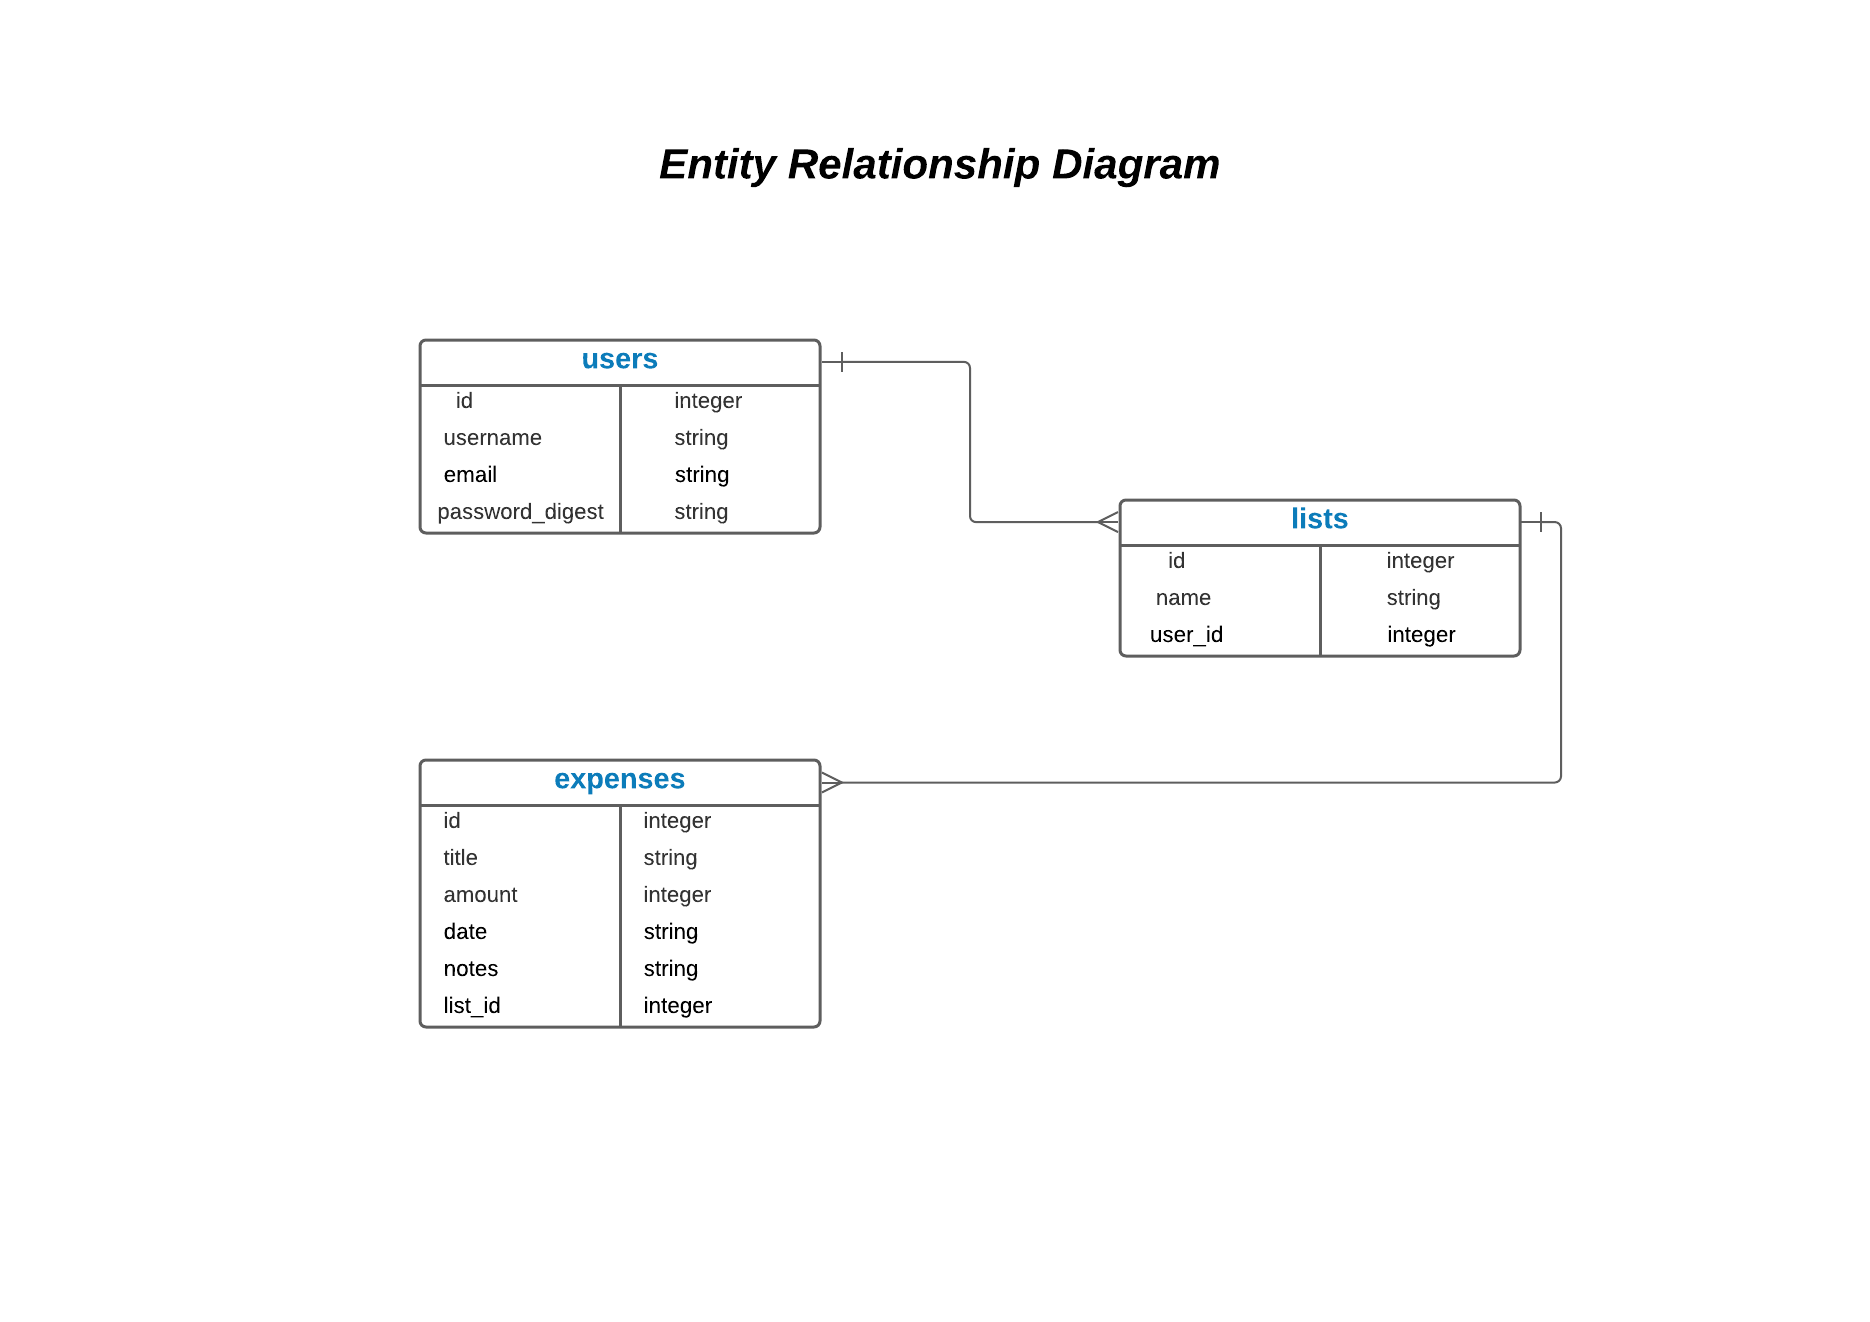 Entity Relationship Diagram
users
id integer
username string
email string
password_digest string
lists
id integer
name string
user_id integer
expenses
id integer
title string
amount integer
date string
notes string
list_id integer